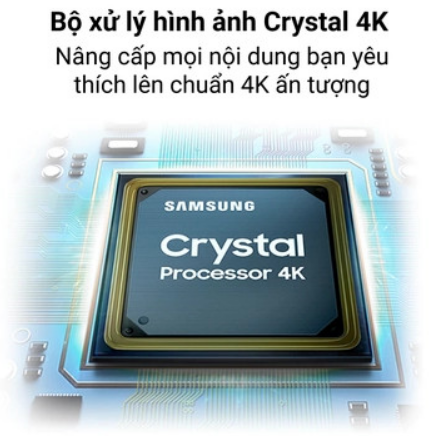 Bộ xử lý hình ảnh Crystal 4K
Nâng cấp mọi nội dung bạn yêu
thích lên chuẩn 4K ấn tượng
SAMSUNG
Crystal
Processor 4K